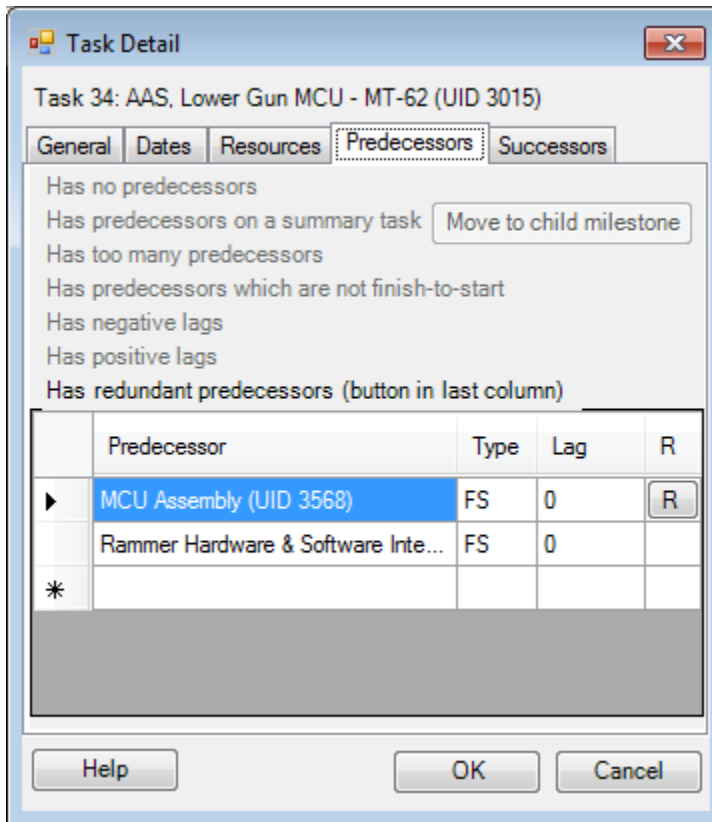 Task Detail
Task 34: AAS, Lower Gun MCU - MT-62 (UID 3015)
General Dates Resources Predecessors Successors
Has no predecessors
Has predecessors on a summary task Move to child milestone
Has too many predecessors
Has predecessors which are not finish-to-start
Has negative lags
Has positive lags
Has redundant predecessors (button in last column)
Predecessor Type Lag R
MCU Assembly (UID 3568) FS 0 R
Rammer Hardware & Software Inte... FS 0
Help OK Cancel